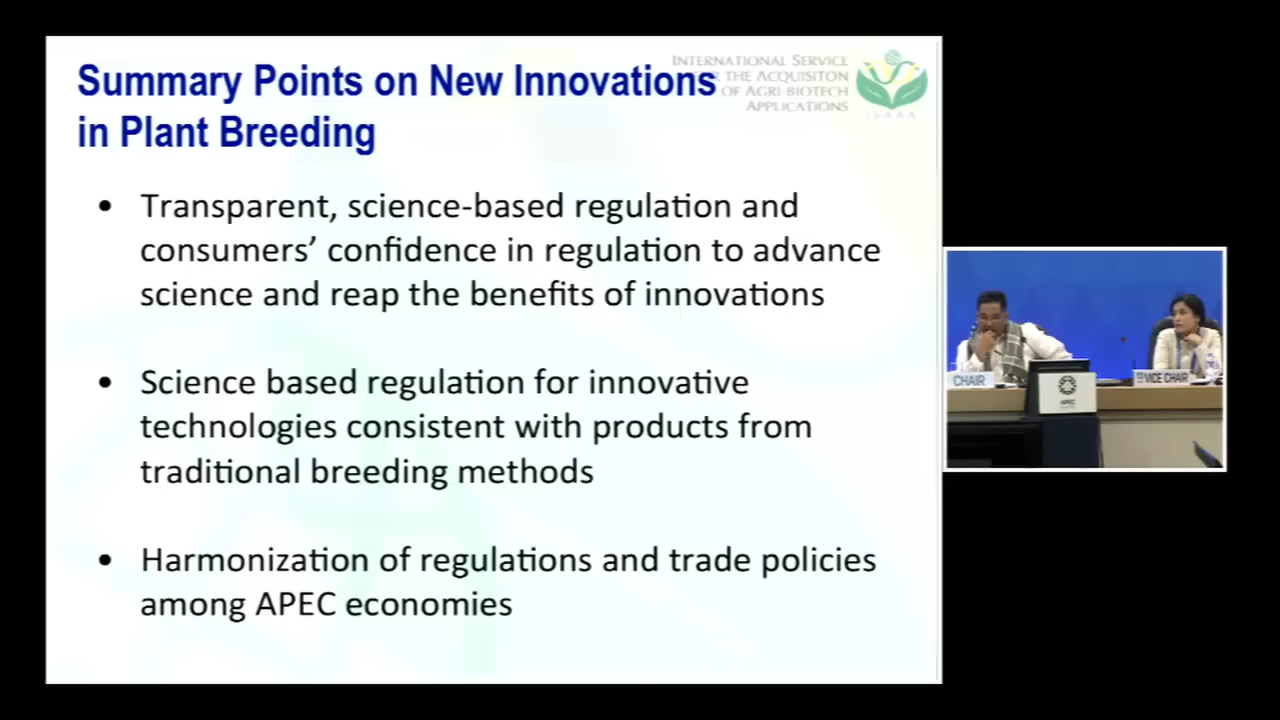 Summary Points on New Innovations
in Plant Breeding
INTERNATIONAL SERVICE
FOR THE ACQUISITON
OF AGRI-BIOTECH
APPLICATIONS
ISAAA
• Transparent, science-based regulation and
consumers’ confidence in regulation to advance
science and reap the benefits of innovations
• Science based regulation for innovative
technologies consistent with products from
traditional breeding methods
• Harmonization of regulations and trade policies
among APEC economies
CHAIR
APEC
VICE CHAIR